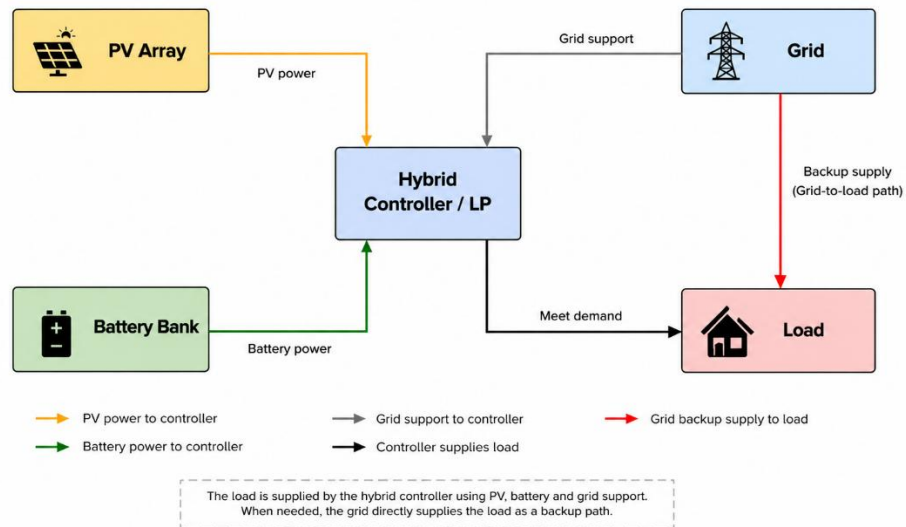 PV Array
PV power
Grid support
Grid
Hybrid
Controller / LP
Backup supply
(Grid-to-load path)
Battery Bank
Battery power
Meet demand
Load
PV power to controller
Grid support to controller
Grid backup supply to load
Battery power to controller
Controller supplies load
The load is supplied by the hybrid controller using PV, battery and grid support.
When needed, the grid directly supplies the load as a backup path.